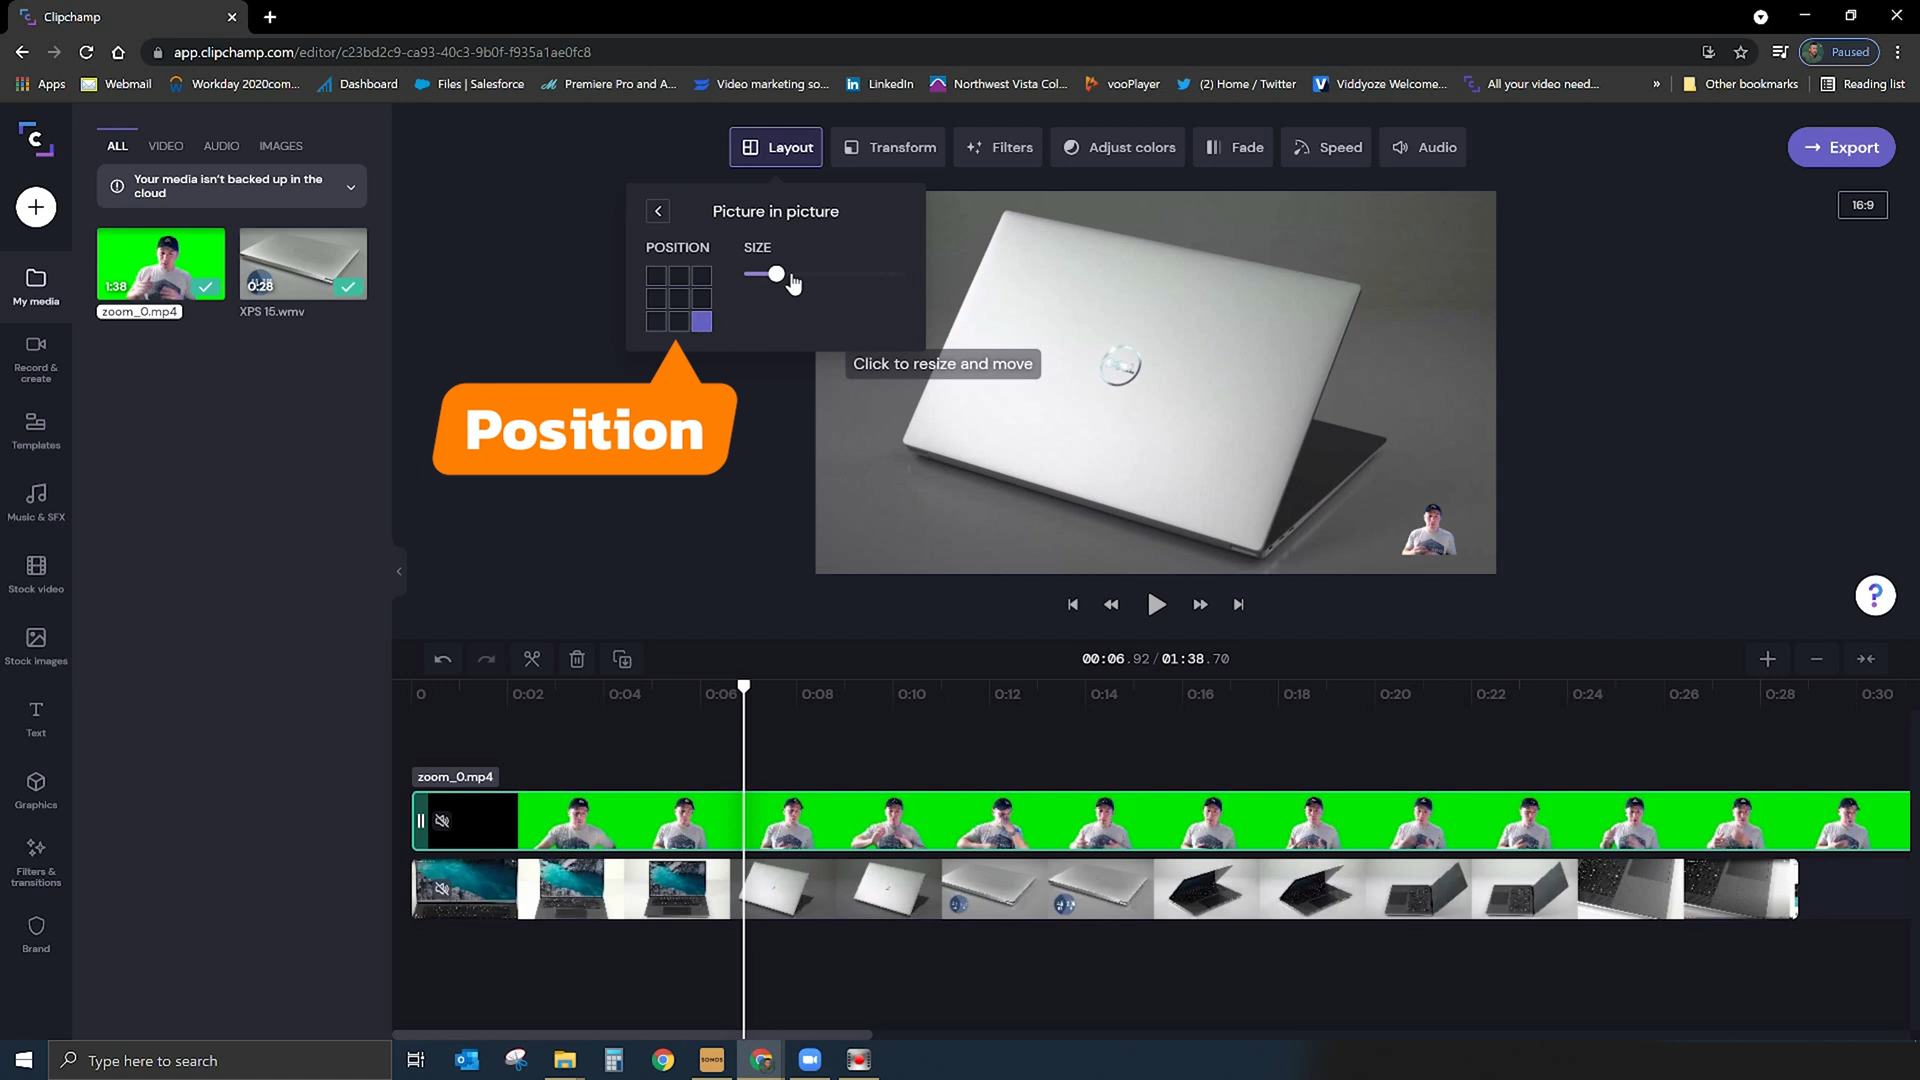 Clipchamp
app.clipchamp.com/editor/c23bd2c9-ca93-40c3-9b0f-f935a1ae0fc8
Paused
Apps
Webmail
Workday 2020com...
Dashboard
Files | Salesforce
Premiere Pro and A...
Video marketing so...
LinkedIn
Northwest Vista Col...
vooPlayer
(2) Home / Twitter
Viddyoze Welcome...
All your video need...
»
Other bookmarks
Reading list
ALL
VIDEO
AUDIO
IMAGES
Layout
Transform
Filters
Adjust colors
Fade
Speed
Audio
Export
Your media isn't backed up in the
cloud
Picture in picture
16:9
POSITION
SIZE
1:38
0:28
zoom_0.mp4
XPS 15.wmv
My media
Record &
create
Templates
Music & SFX
Stock video
Stock images
Text
Graphics
Filters &
transitions
Brand
Click to resize and move
Position
00:06.92/01:38.70
0
0:02
0:04
0:06
0:08
0:10
0:12
0:14
0:16
0:18
0:20
0:22
0:24
0:26
0:28
0:30
zoom_0.mp4
Type here to search
SONOS